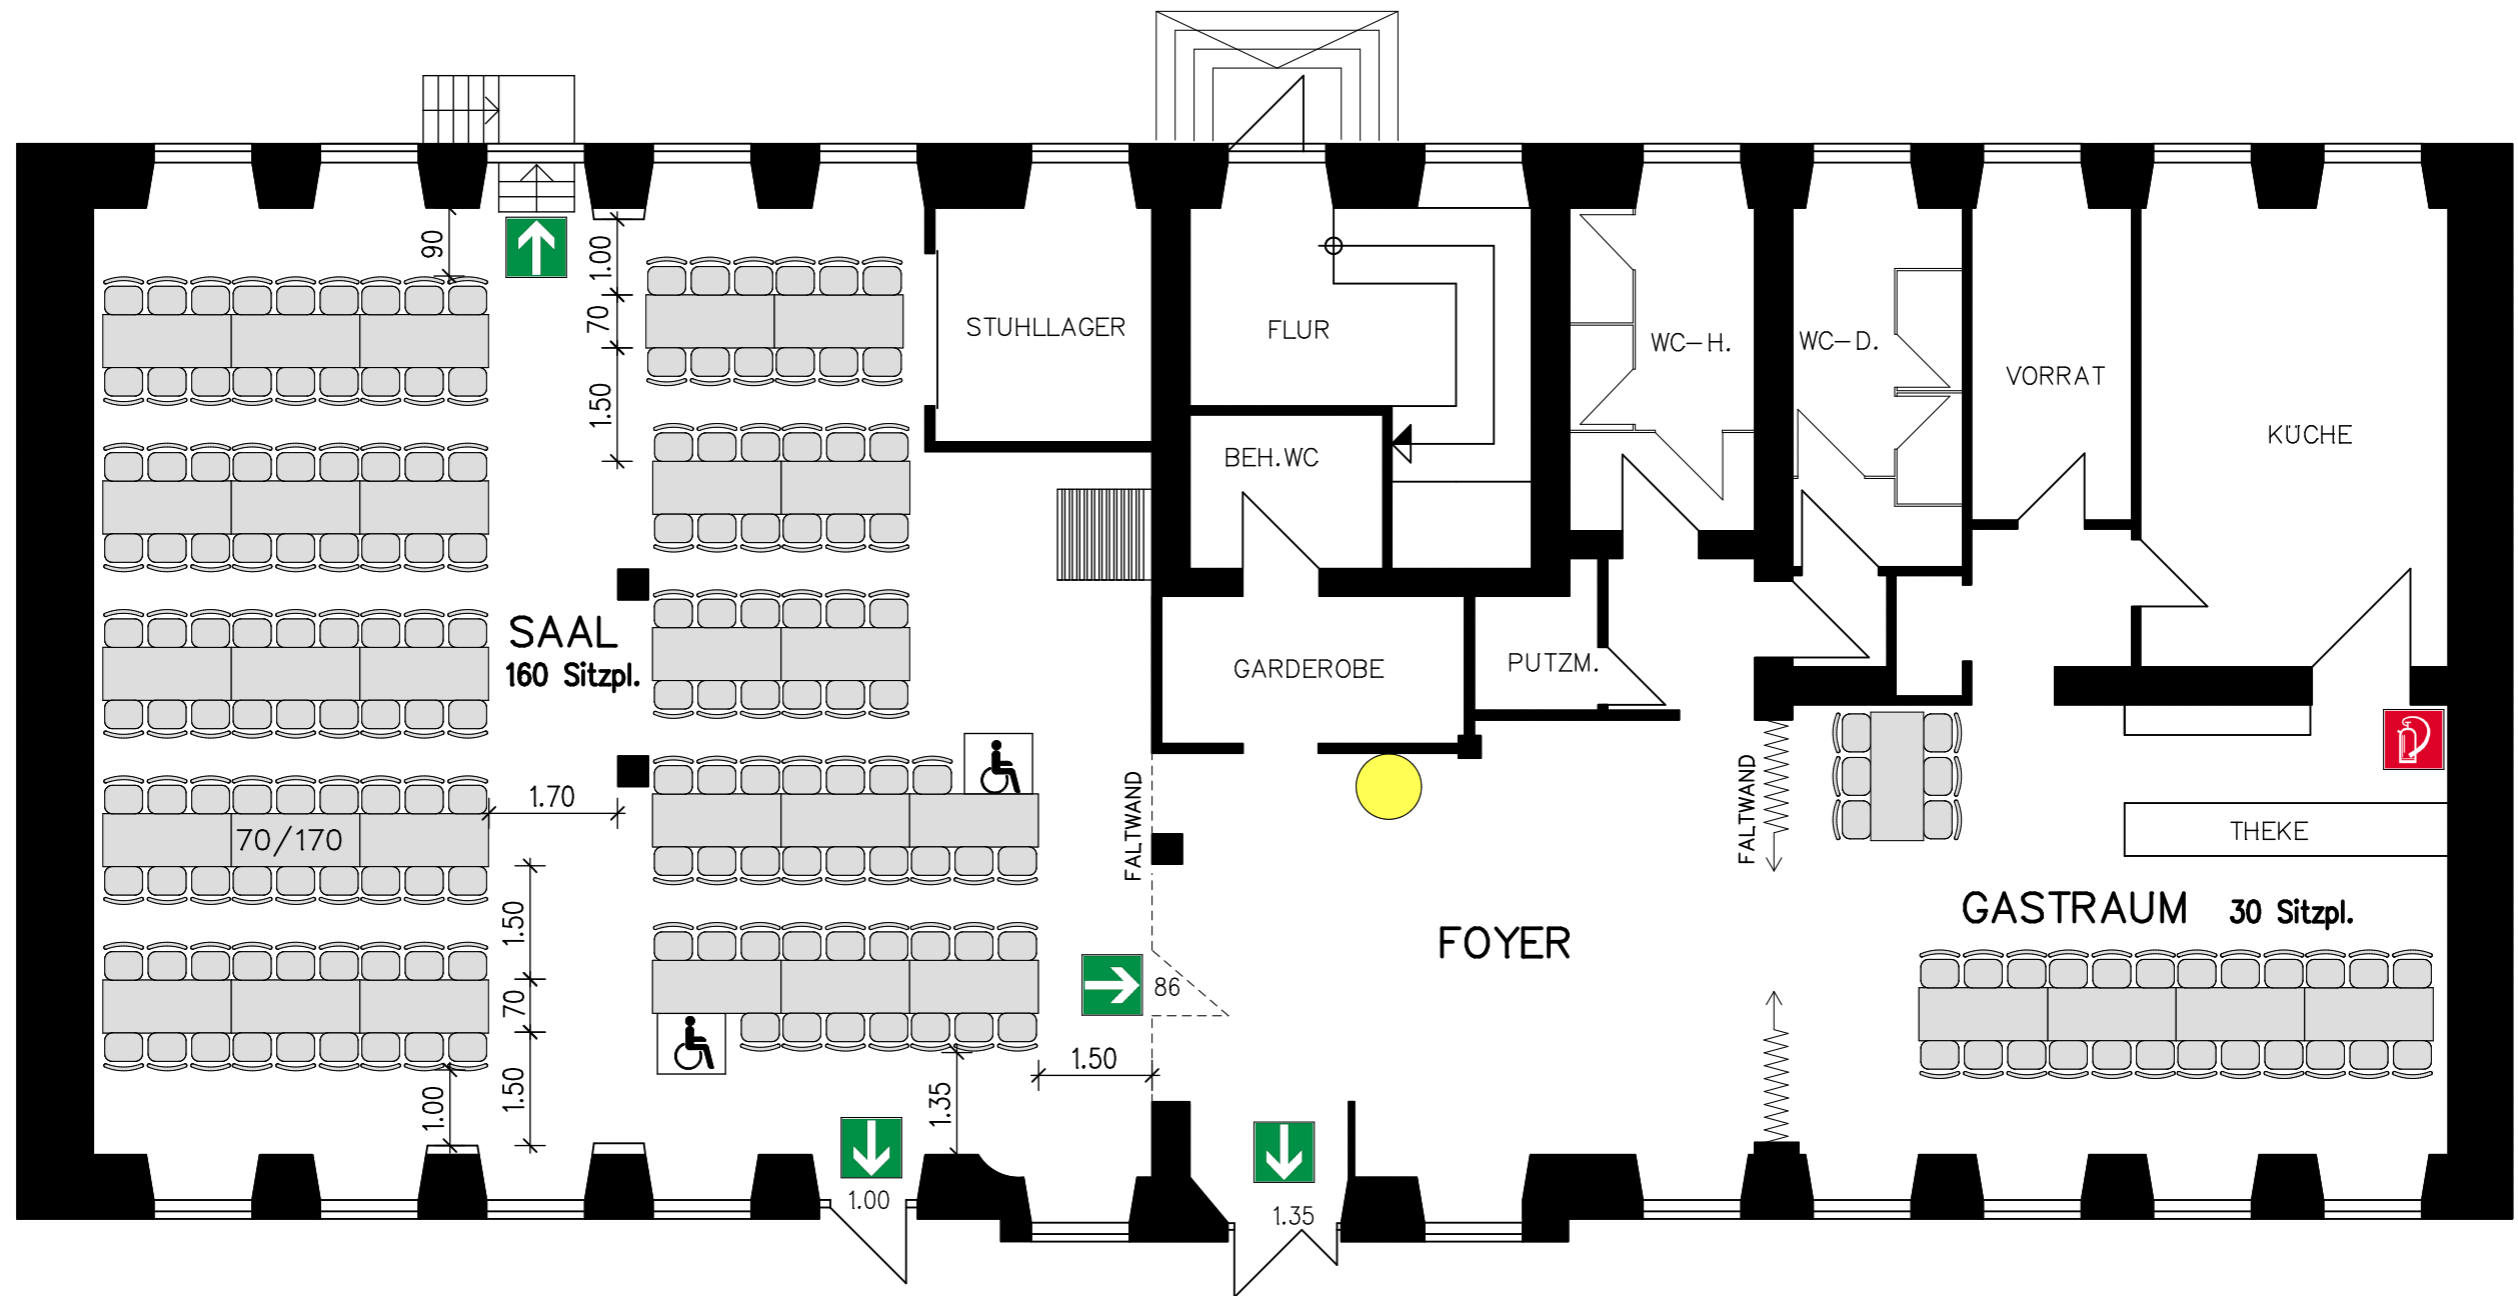 90
1.00
70
1.50
STUHLLAGER
FLUR
WC-H.
WC-D.
VORRAT
KÜCHE
BEH.WC
SAAL
160 Sitzpl.
GARDEROBE
PUTZM.
FALTWAND
FALTWAND
1.70
70/170
THEKE
GASTRAUM 30 Sitzpl.
FOYER
1.50
70
1.50
1.00
86
1.50
1.35
1.00
1.35